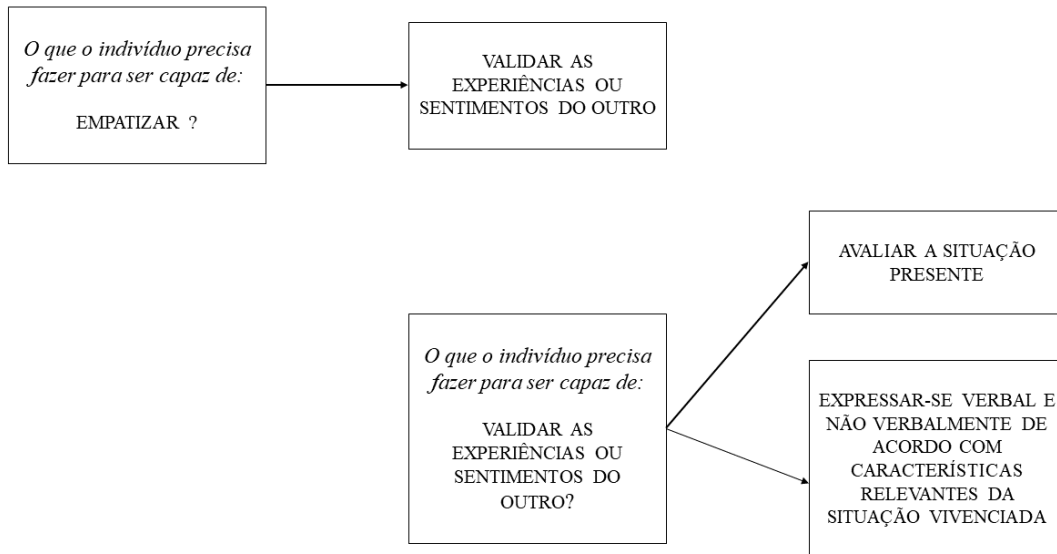 O que o indivíduo precisa
fazer para ser capaz de:
EMPATIZAR ?
VALIDAR AS
EXPERIÊNCIAS OU
SENTIMENTOS DO OUTRO
AVALIAR A SITUAÇÃO
PRESENTE
O que o indivíduo precisa
fazer para ser capaz de:
VALIDAR AS
EXPERIÊNCIAS OU
SENTIMENTOS DO
OUTRO?
EXPRESSAR-SE VERBAL E
NÃO VERBALMENTE DE
ACORDO COM
CARACTERÍSTÍCAS
RELEVANTES DA
SITUAÇÃO VIVENCIADA